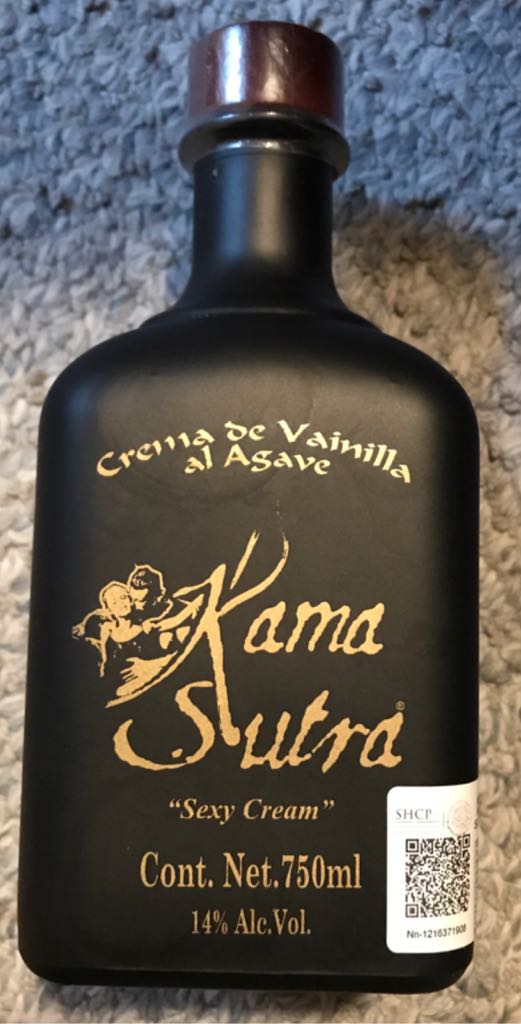 Crema de Vainilla
al Agave
Kama
Sutra®
“Sexy Cream”
Cont. Net.750ml
14% Alc.Vol.
SHCP
Nn-1216371908